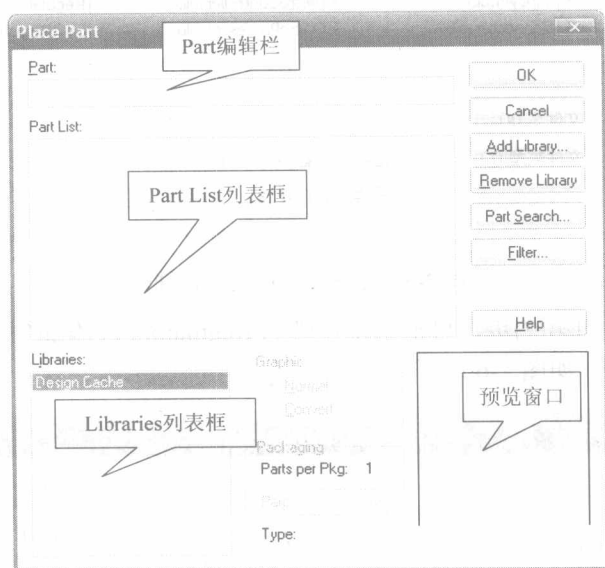 Place Part
Part编辑栏
Part:
OK
Cancel
Part List:
Add Library...
Remove Library
Part List列表框
Part Search...
Filter...
Help
Libraries:
Graphic
Design Cache
Normal
Convert
Libraries列表框
预览窗口
Packaging
Parts per Pkg: 1
Part:
Type: